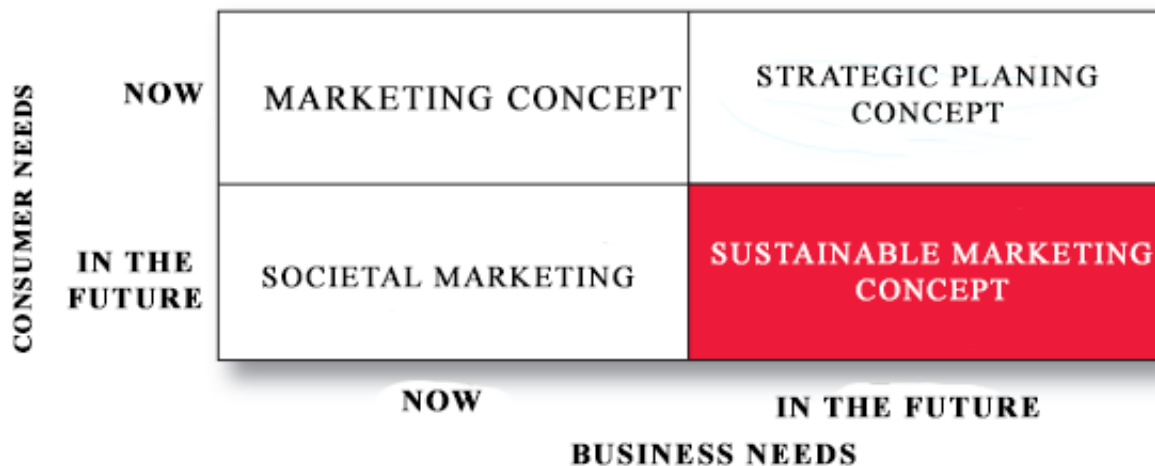 CONSUMER NEEDS
NOW
MARKETING CONCEPT
STRATEGIC PLANING
CONCEPT
IN THE
FUTURE
SOCIETAL MARKETING
SUSTAINABLE MARKETING
CONCEPT
NOW
IN THE FUTURE
BUSINESS NEEDS